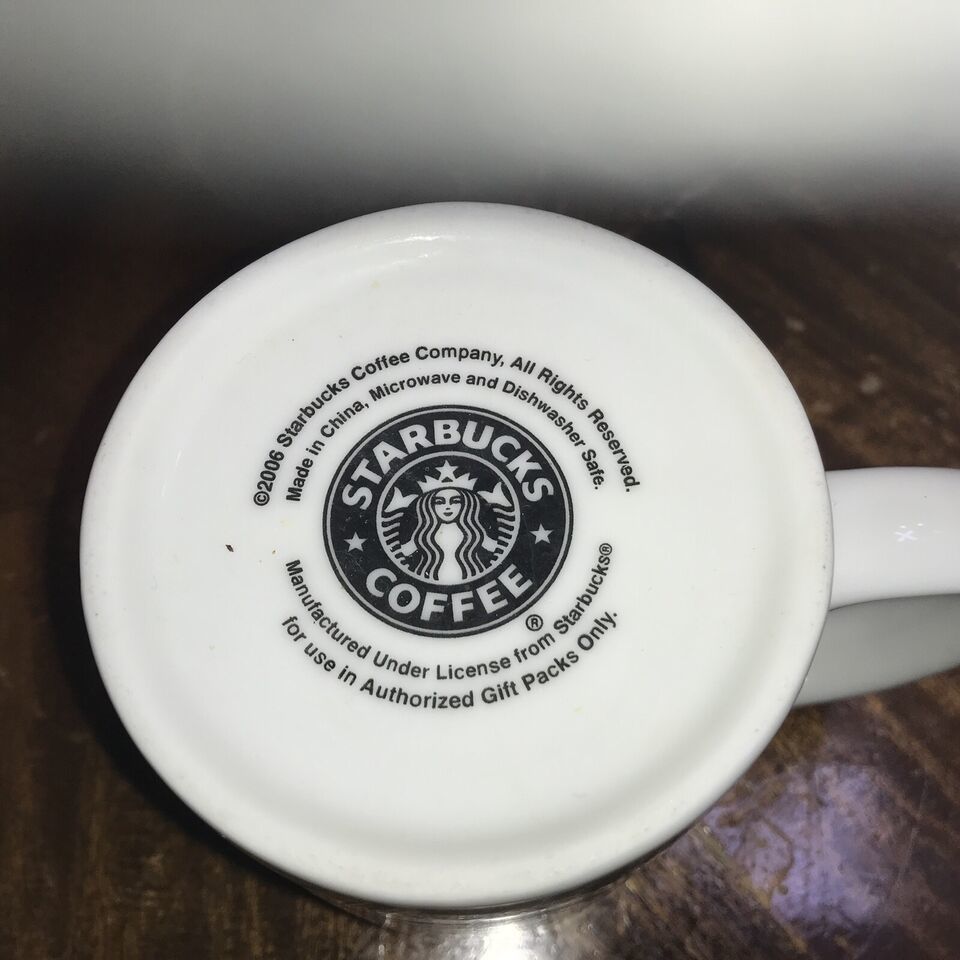 ©2006 Starbucks Coffee Company, All Rights Reserved.
Made in China, Microwave and Dishwasher Safe.
STARBUCKS
COFFEE
®
Manufactured Under License from Starbucks®
for use in Authorized Gift Packs Only.